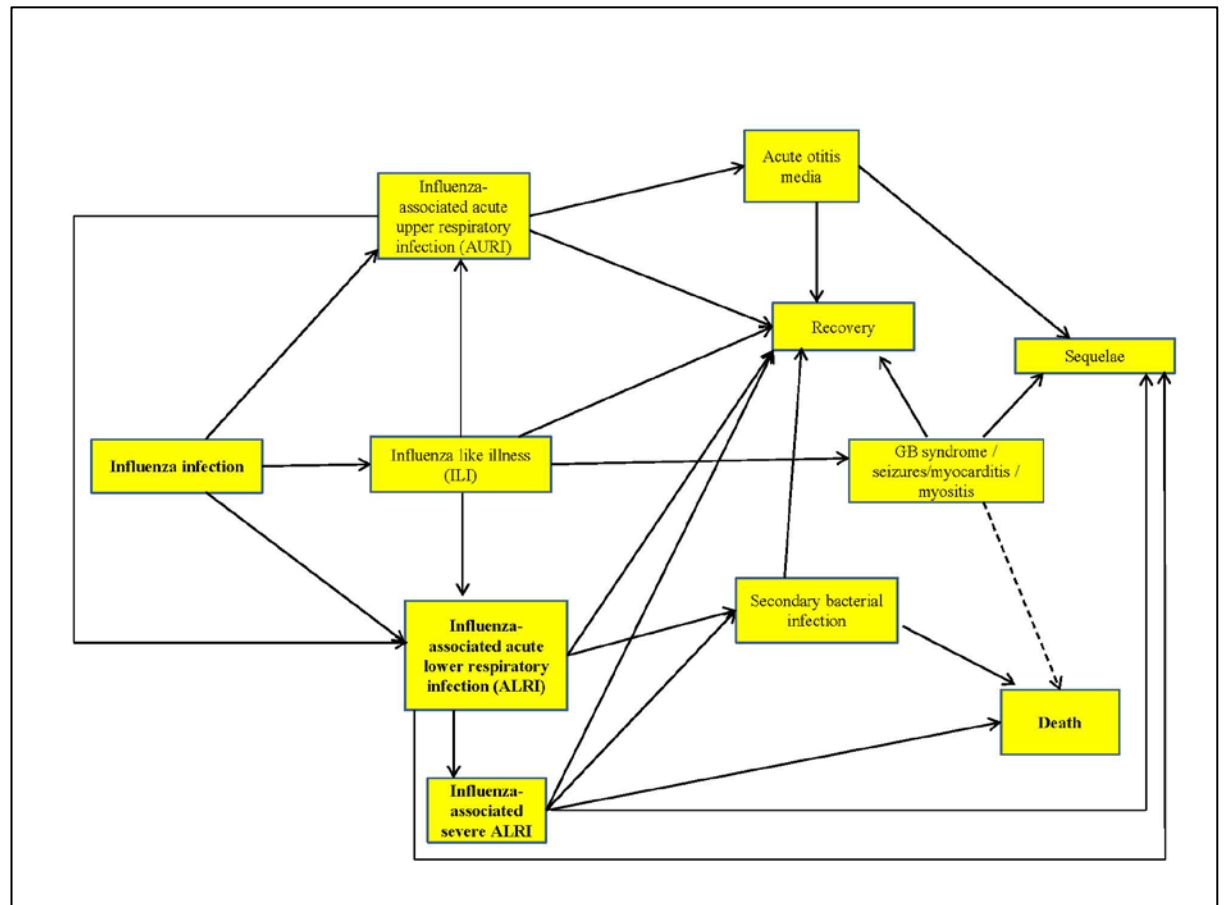 Acute otitis
media
Influenza-
associated acute
upper respiratory
infection (AURI)
Recovery
Sequelae
Influenza infection
Influenza like illness
(ILI)
GB syndrome /
seizures/myocarditis /
myositis
Secondary bacterial
infection
Influenza-
associated acute
lower respiratory
infection (ALRI)
Death
Influenza-
associated
severe ALRI